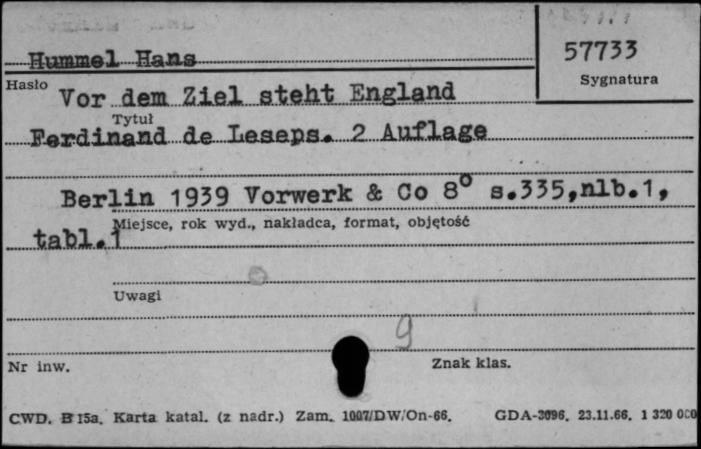 Hummel Hans
57733
Hasło
Sygnatura
Vor dem Ziel steht England
Tytuł
Ferdinand de Leseps. 2 Auflage
Berlin 1939 Vorwerk & Co 8° s.335,nlb.1,
Miejsce, rok wyd., nakładca, format, objętość
tabl.1
Uwagi
9
Nr inw.
Znak klas.
CWD. B 15a. Karta katal. (z nadr.) Zam. 1007/DW/On-66. GDA-3096. 23.11.66. 1 320 000